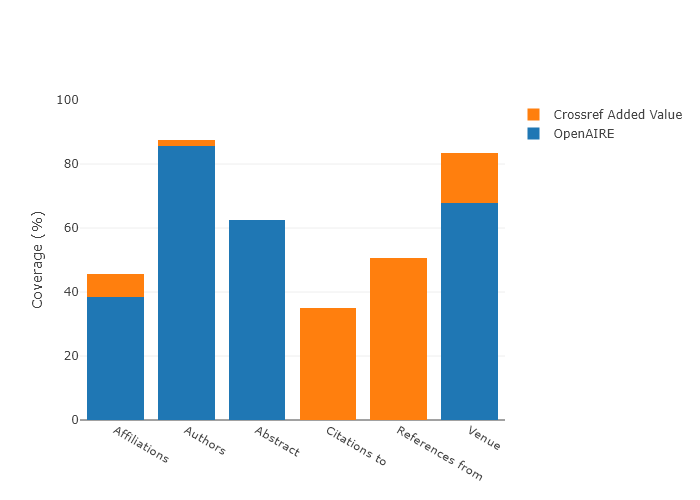 Crossref Added Value
OpenAIRE
Coverage (%)
100
80
60
40
20
0
Affiliations
Authors
Abstract
Citations to
References from
Venue